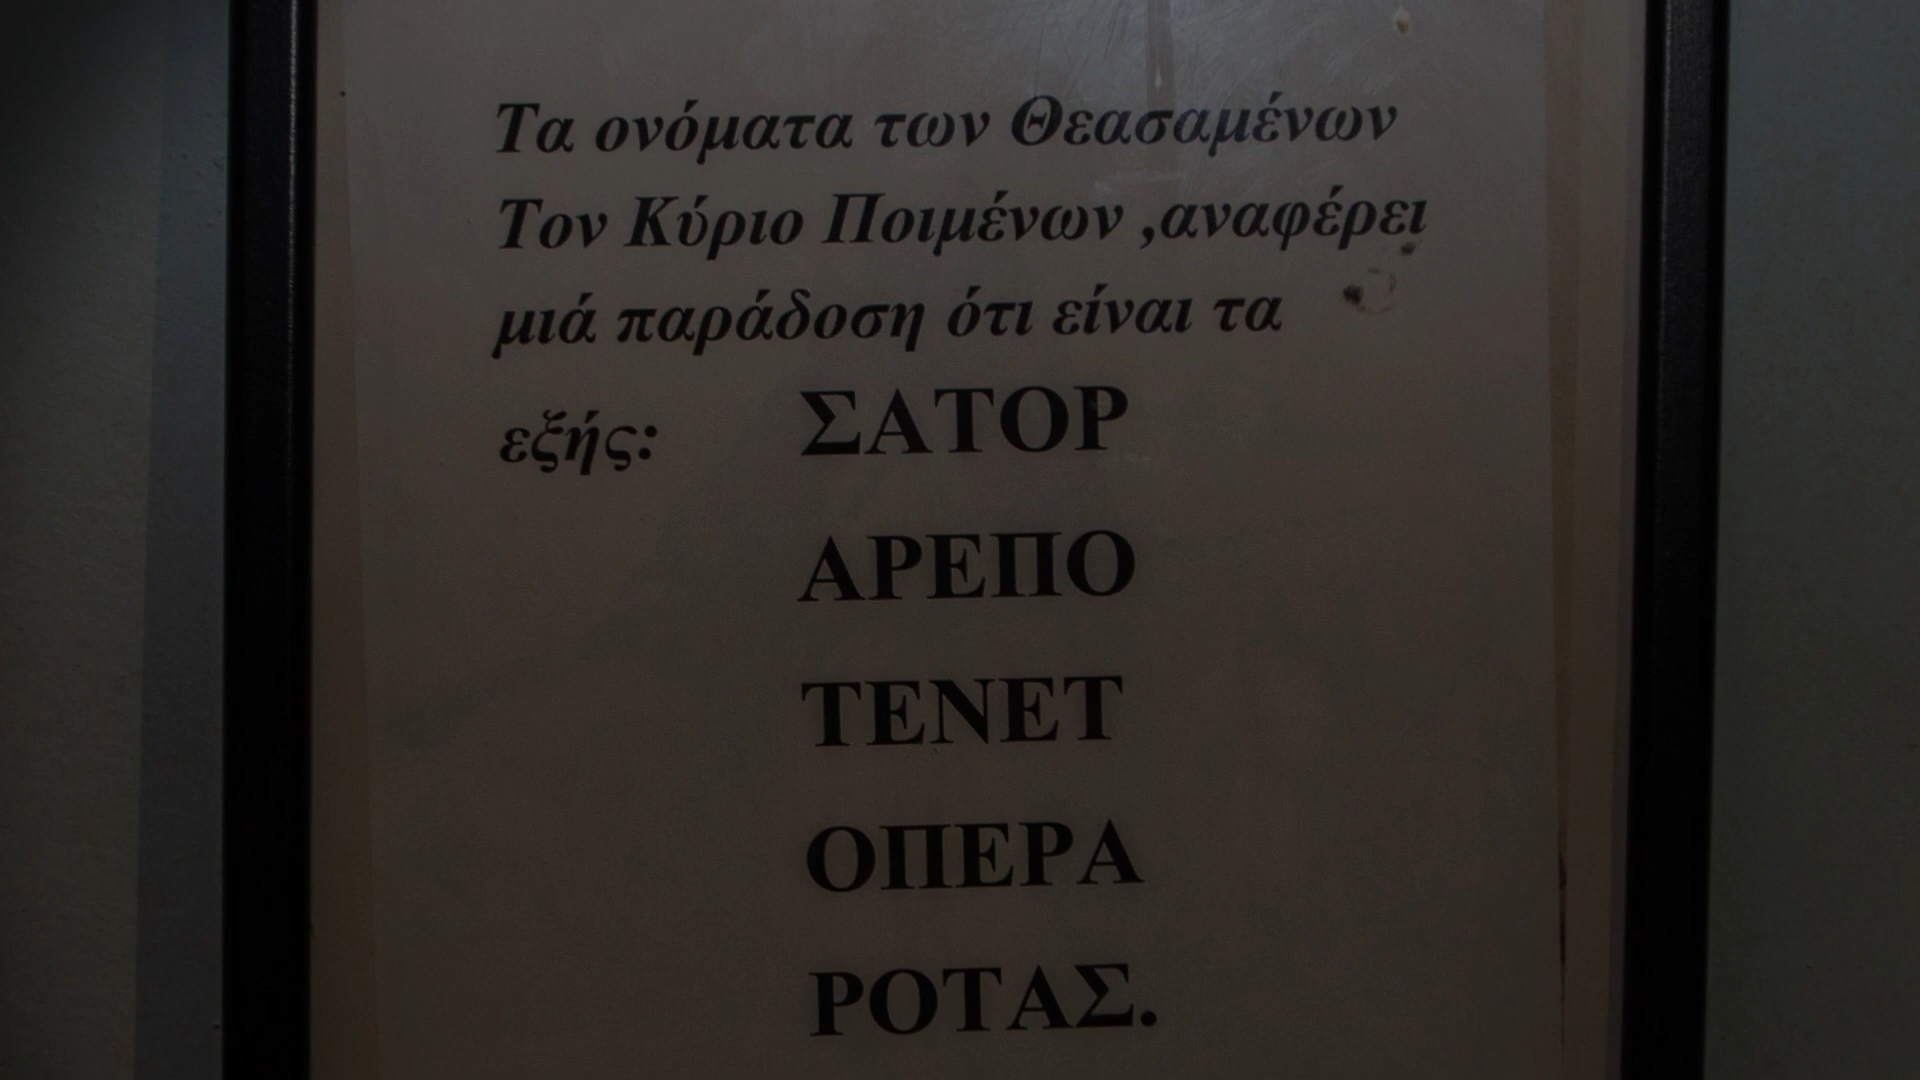 Τα ονόματα των Θεασαμένων
Τον Κύριο Ποιμένων ,αναφέρει
μιά παράδοση ότι είναι τα
εξής: ΣΑΤΟΡ
ΑΡΕΠΟ
ΤΕΝΕΤ
ΟΠΕΡΑ
ΡΟΤΑΣ.